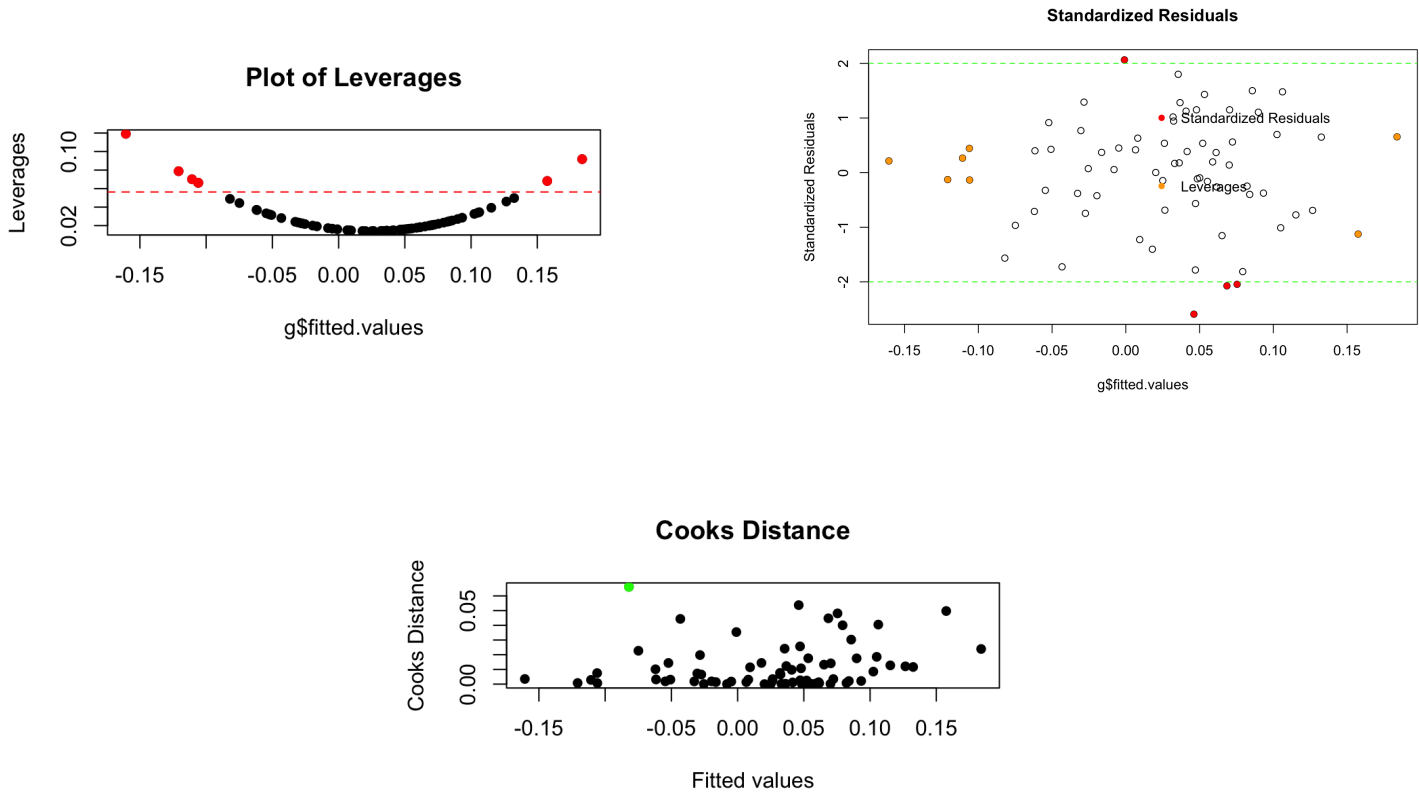 Plot of Leverages
Leverages
0.02 0.10
-0.15 -0.05 0.00 0.05 0.10 0.15
g$fitted.values
Standardized Residuals
Standardized Residuals
2
1
0
-1
-2
Standardized Residuals
Leverages
-0.15 -0.10 -0.05 0.00 0.05 0.10 0.15
g$fitted.values
Cooks Distance
Cooks Distance
0.00 0.05
-0.15 -0.05 0.00 0.05 0.10 0.15
Fitted values